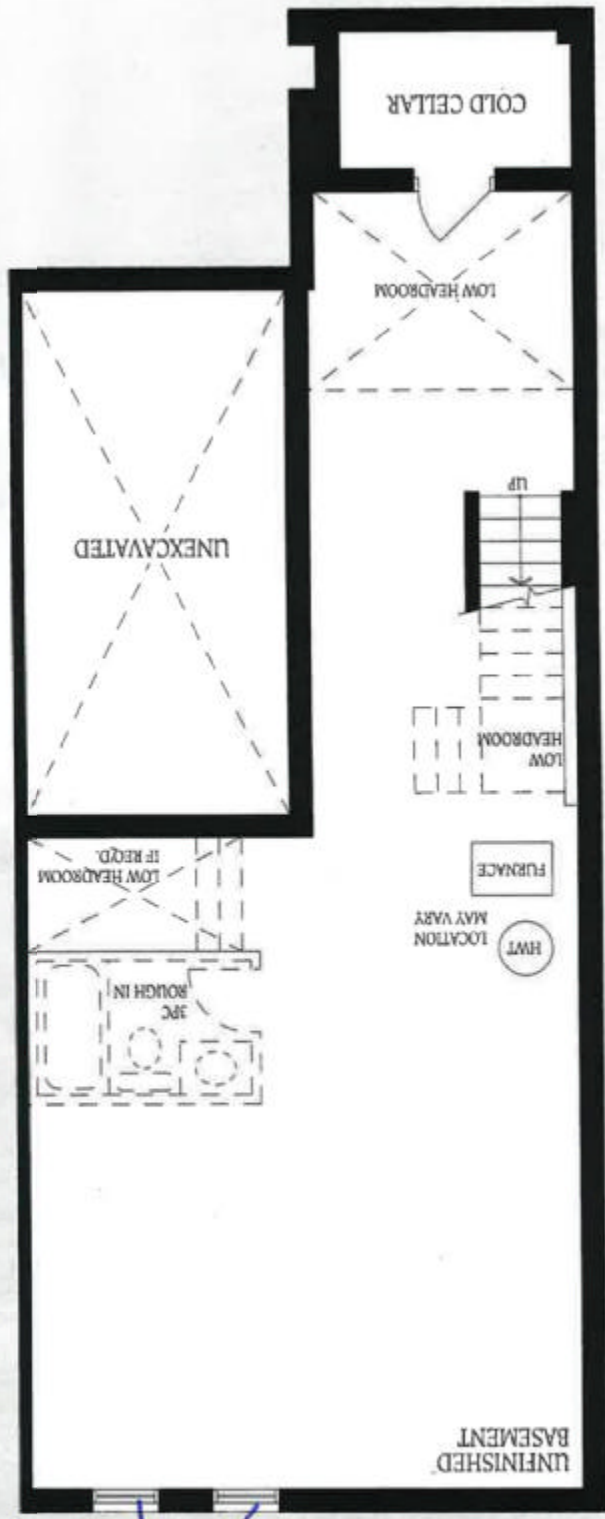 UNFINISHED
BASEMENT
HWT
LOCATION
MAY VARY
FURNACE
3PC
ROUGH IN
LOW HEADROOM
IF REQ'D.
LOW
HEADROOM
UP
UNEXCAVATED
LOW HEADROOM
COLD CELLAR